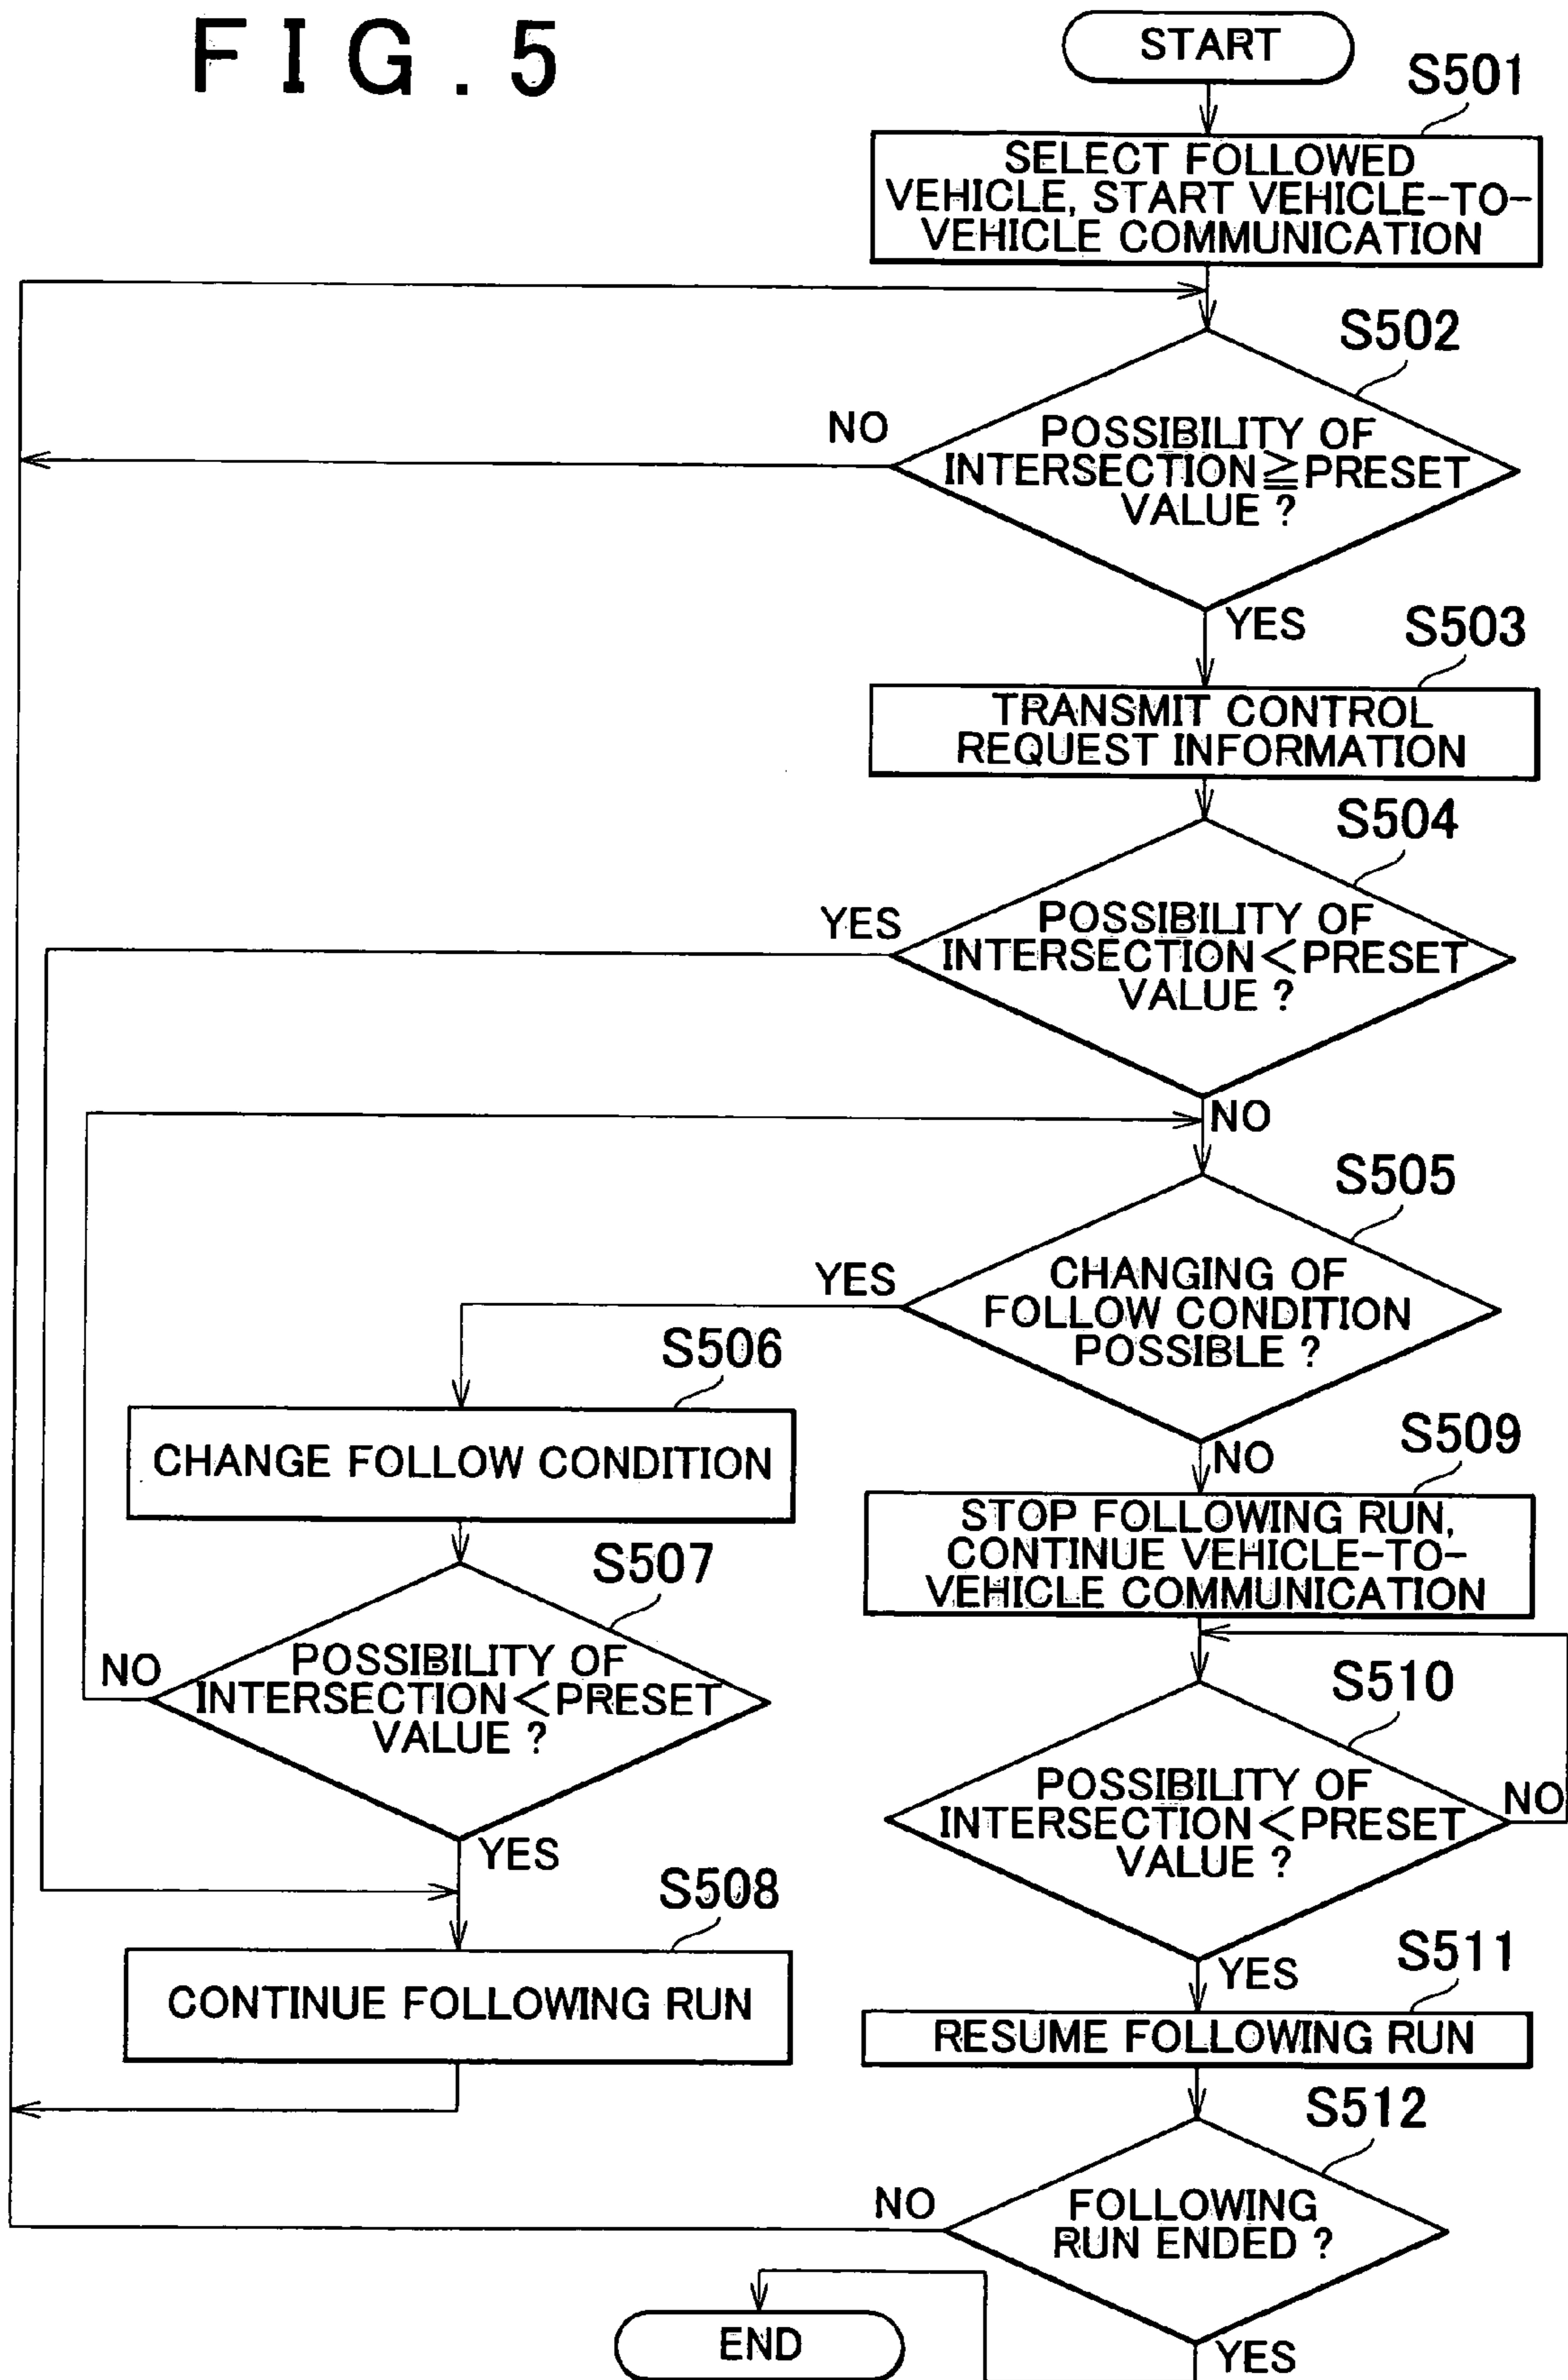 FIG.5
START
S501
SELECT FOLLOWED
VEHICLE, START VEHICLE-TO-
VEHICLE COMMUNICATION
S502
NO
POSSIBILITY OF
INTERSECTION≧PRESET
VALUE ?
YES
S503
TRANSMIT CONTROL
REQUEST INFORMATION
S504
YES
POSSIBILITY OF
INTERSECTION<PRESET
VALUE ?
NO
S505
YES
CHANGING OF
FOLLOW CONDITION
POSSIBLE ?
NO
S506
CHANGE FOLLOW CONDITION
S507
NO
POSSIBILITY OF
INTERSECTION<PRESET
VALUE ?
YES
S508
CONTINUE FOLLOWING RUN
S509
STOP FOLLOWING RUN,
CONTINUE VEHICLE-TO-
VEHICLE COMMUNICATION
S510
POSSIBILITY OF
INTERSECTION<PRESET
VALUE ?
NO
YES
S511
RESUME FOLLOWING RUN
S512
NO
FOLLOWING
RUN ENDED ?
YES
END